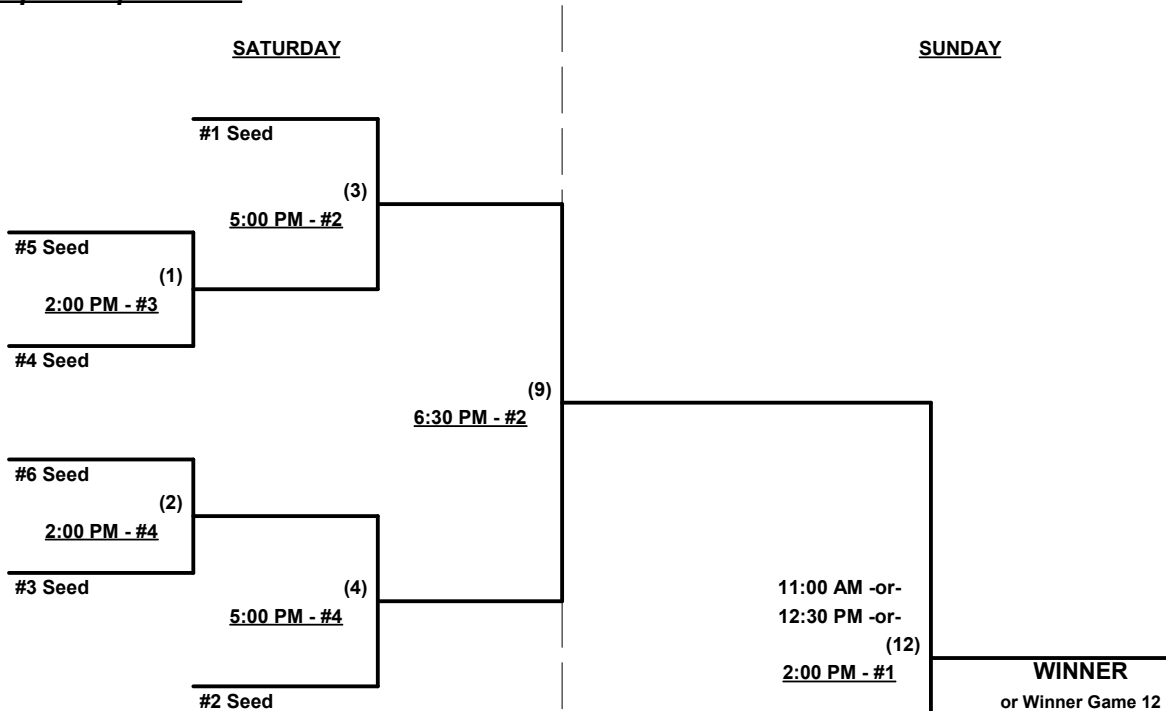 SATURDAY
SUNDAY
#1 Seed
(3)
5:00 PM - #2
#5 Seed
(1)
2:00 PM - #3
#4 Seed
(9)
6:30 PM - #2
#6 Seed
(2)
2:00 PM - #4
#3 Seed
(4)
5:00 PM - #4
#2 Seed
11:00 AM -or-
12:30 PM -or-
(12)
2:00 PM - #1
WINNER
or Winner Game 12